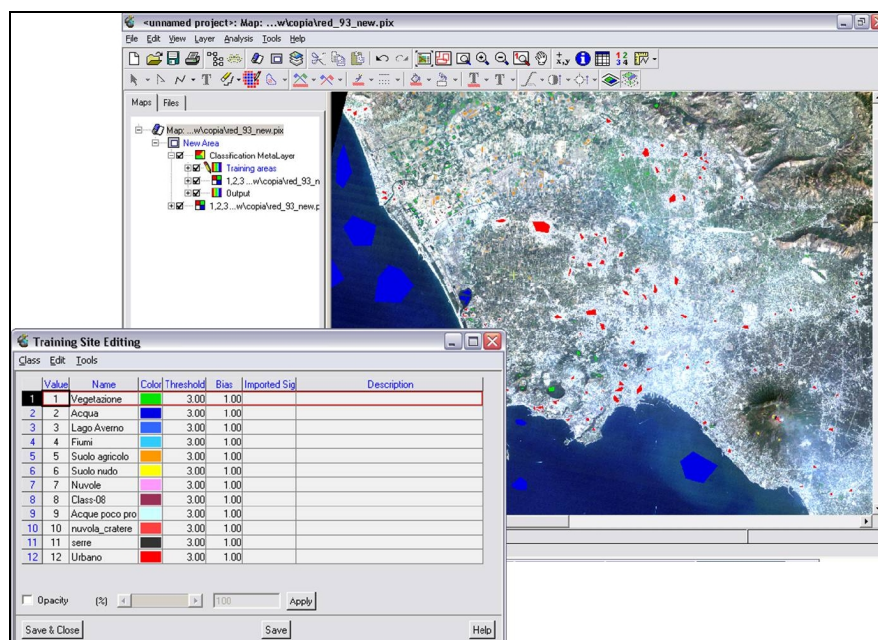 <unnamed project>: Map: ...w\copia\red_93_new.pix
File Edit View Layer Analysis Tools Help
Maps Files
Map: ...w\copia\red_93_new.pix
New Area
Classification MetaLayer
Training areas
1,2,3 ...w\copia\red_93_n
Output
1,2,3 ...w\copia\red_93_new.p
Training Site Editing
Class Edit Tools
Value Name Color Threshold Bias Imported Sig Description
1 1 Vegetazione 3.00 1.00
2 2 Acqua 3.00 1.00
3 3 Lago Averno 3.00 1.00
4 4 Fiumi 3.00 1.00
5 5 Suolo agricolo 3.00 1.00
6 6 Suolo nudo 3.00 1.00
7 7 Nuvole 3.00 1.00
8 8 Class-08 3.00 1.00
9 9 Acque poco pro 3.00 1.00
10 10 nuvola_cratere 3.00 1.00
11 11 serre 3.00 1.00
12 12 Urbano 3.00 1.00
Opacity (%) 100 Apply
Save & Close Save Help